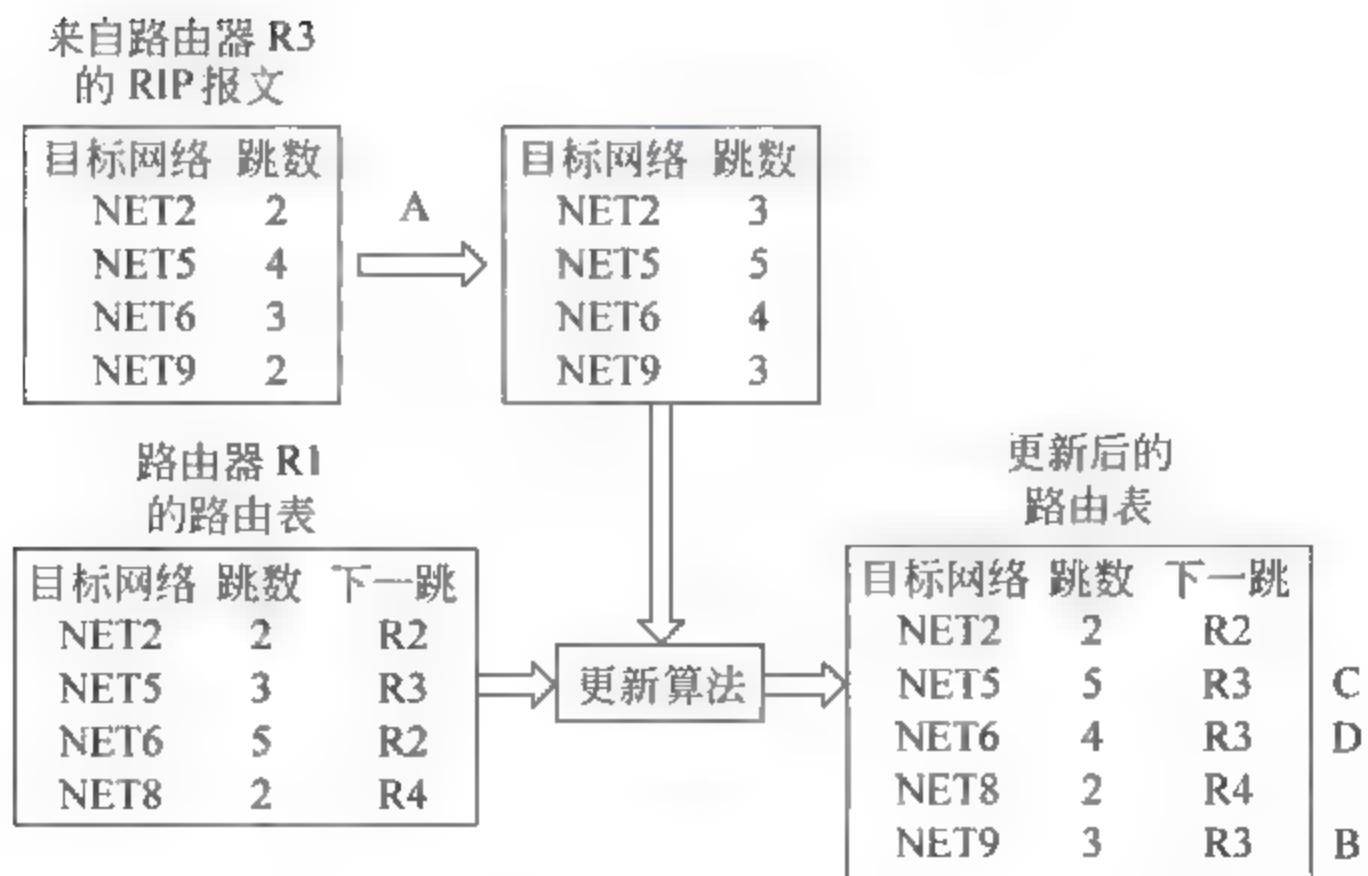 来自路由器 R3
的 RIP 报文
目标网络 跳数
NET2 2
NET5 4
NET6 3
NET9 2
A
目标网络 跳数
NET2 3
NET5 5
NET6 4
NET9 3
路由器 R1
的路由表
目标网络 跳数 下一跳
NET2 2 R2
NET5 3 R3
NET6 5 R2
NET8 2 R4
更新算法
更新后的
路由表
目标网络 跳数 下一跳
NET2 2 R2
NET5 5 R3 C
NET6 4 R3 D
NET8 2 R4
NET9 3 R3 B